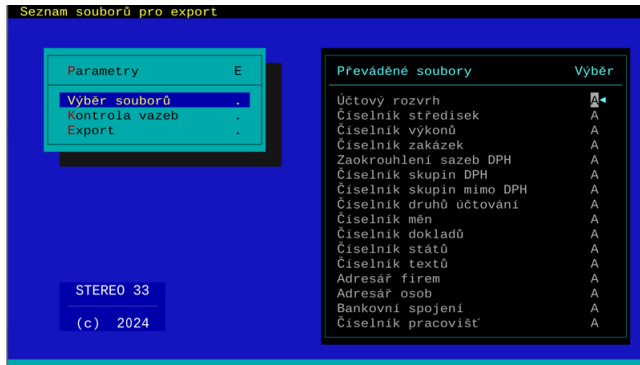 Seznam souborů pro export
Parametry E
Výběr souborů .
Kontrola vazeb .
Export .
STEREO 33
(c) 2024
Převáděné soubory Výběr
Účtový rozvrh A
Číselník středisek A
Číselník výkonů A
Číselník zakázek A
Zaokrouhlení sazeb DPH A
Číselník skupin DPH A
Číselník skupin mimo DPH A
Číselník druhů účtování A
Číselník měn A
Číselník dokladů A
Číselník států A
Číselník textů A
Adresář firem A
Adresář osob A
Bankovní spojení A
Číselník pracovišť A